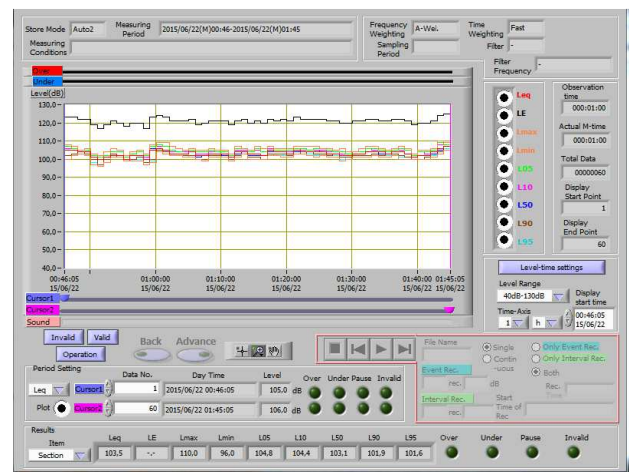 Store Mode Auto2 Measuring Period 2015/06/22(M)00:46-2015/06/22(M)01:45 Frequency Weighting A-Wei. Time Weighting Fast
Measuring Conditions Sampling Period Filter -
Filter Frequency -
Over
Under
Level(dB)
130,0
120,0
110,0
100,0
90,0
80,0
70,0
60,0
50,0
40,0
00:46:05 01:00:00 01:10:00 01:20:00 01:30:00 01:40:00 01:45:05
15/06/22 15/06/22 15/06/22 15/06/22 15/06/22 15/06/22 15/06/22
Cursor1
Cursor2
Sound
Leq
LE
Lmax
Lmin
L05
L10
L50
L90
L95
Observation time
000:01:00
Actual M-time
000:01:00
Total Data
00000060
Display Start Point
1
Display End Point
60
Level-time settings
Level Range
40dB-130dB
Time-Axis
1 h
Display start time
00:46:05
15/06/22
Invalid Valid
Operation
Back Advance
File Name
Single
Contin-uous
Only Event Rec.
Only Interval Rec.
Both
Event Rec.
rec. dB
Rec. Time
Interval Rec.
rec.
Start Time of Rec
Period Setting
Data No. Day Time Level Over Under Pause Invalid
Leq Cursor1 1 2015/06/22 00:46:05 105.0 dB
Plot Cursor2 60 2015/06/22 01:45:05 106.0 dB
Results
Item Leq LE Lmax Lmin L05 L10 L50 L90 L95 Over Under Pause Invalid
Section 103,5 -.- 110,0 96,0 104,8 104,4 103,1 101,9 101,6